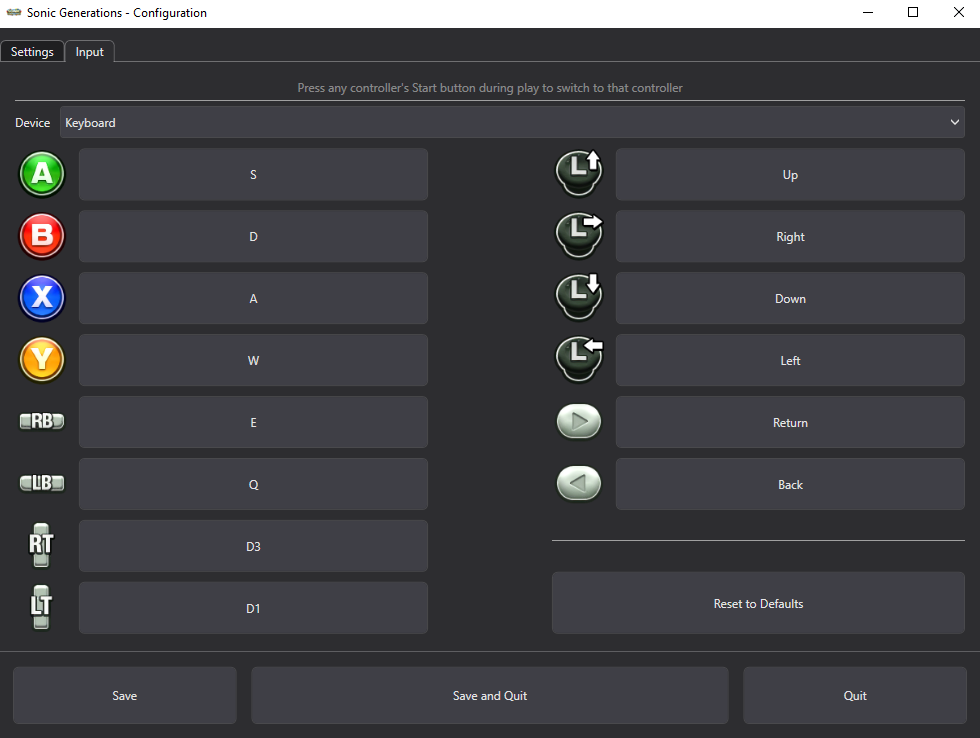 Sonic Generations - Configuration
Settings
Input
Press any controller's Start button during play to switch to that controller
Device
Keyboard
A
S
L
Up
B
D
L
Right
X
A
L
Down
Y
W
L
Left
RB
E
Return
LB
Q
Back
RT
D3
LT
D1
Reset to Defaults
Save
Save and Quit
Quit